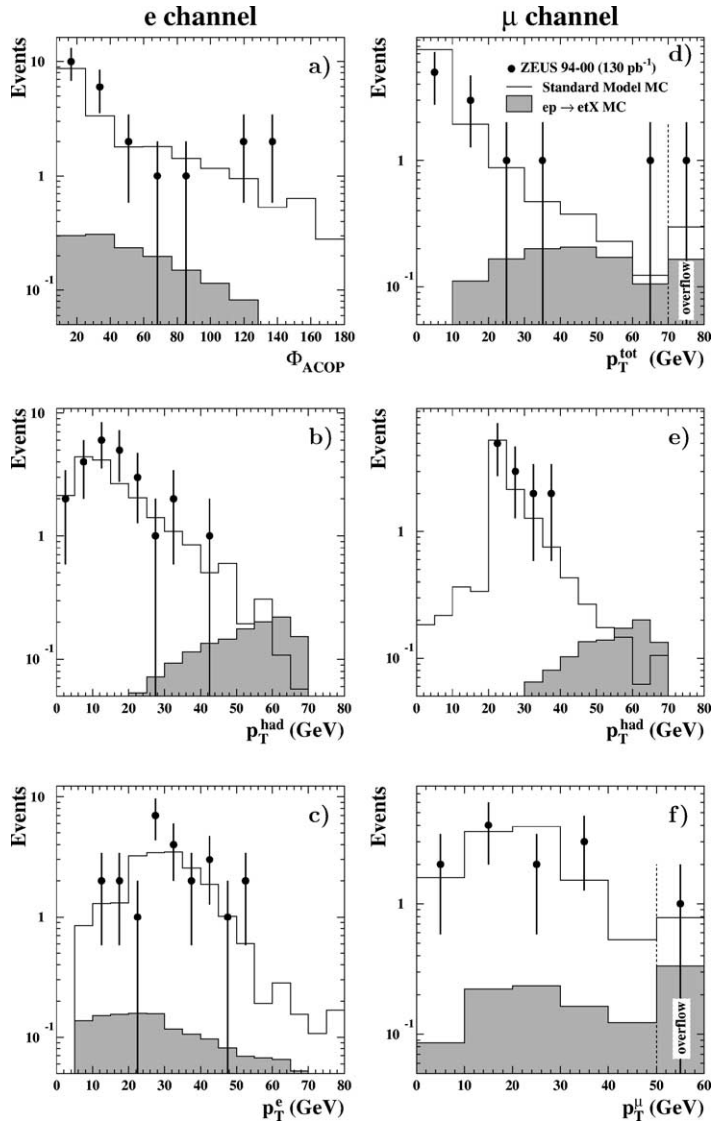 e channel
μ channel
Events
10
1
10⁻¹
a)
0 20 40 60 80 100 120 140 160 180
Φ_ACOP
Events
10
1
10⁻¹
d)
ZEUS 94-00 (130 pb⁻¹)
Standard Model MC
ep → etX MC
overflow
0 10 20 30 40 50 60 70 80
p_T^tot (GeV)
Events
10
1
10⁻¹
b)
0 10 20 30 40 50 60 70 80
p_T^had (GeV)
Events
1
10⁻¹
e)
0 10 20 30 40 50 60 70 80
p_T^had (GeV)
Events
10
1
10⁻¹
c)
0 20 40 60 80
p_T^e (GeV)
Events
1
10⁻¹
f)
overflow
0 10 20 30 40 50 60
p_T^μ (GeV)